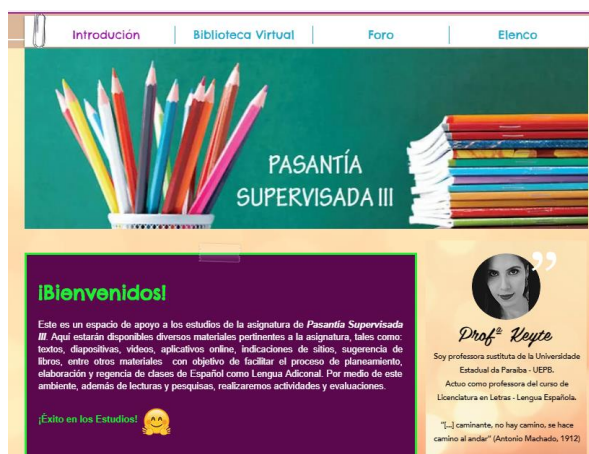 Introdución
Biblioteca Virtual
Foro
Elenco
PASANTÍA
SUPERVISADA III
¡Bienvenidos!
Este es un espacio de apoyo a los estudios de la asignatura de Pasantía Supervisada
III. Aquí estarán disponibles diversos materiales pertinentes a la asignatura, tales como:
textos, diapositivas, videos, aplicativos online, indicaciones de sitios, sugerencia de
libros, entre otros materiales con objetivo de facilitar el proceso de planeamiento,
elaboración y regencia de clases de Español como Lengua Adiconal. Por medio de este
ambiente, además de lecturas y pesquisas, realizaremos actividades y evaluaciones.
¡Éxito en los Estudios!
”
Profª Keyte
Soy professora sustituta de la Universidade
Estadual da Paraíba - UEPB.
Actuo como professora del curso de
Licenciatura en Letras - Lengua Española.
“[...] caminante, no hay camino, se hace
camino al andar” (Antonio Machado, 1912)